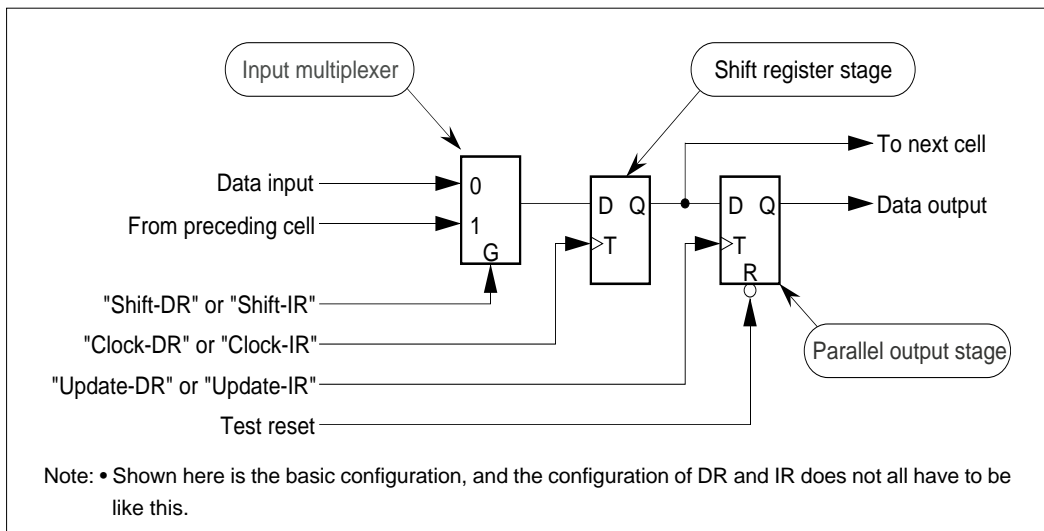 Input multiplexer
Shift register stage
To next cell
Data input
0
D Q
D Q
Data output
From preceding cell
1
T
T
G
R
"Shift-DR" or "Shift-IR"
"Clock-DR" or "Clock-IR"
Parallel output stage
"Update-DR" or "Update-IR"
Test reset
Note: • Shown here is the basic configuration, and the configuration of DR and IR does not all have to be
like this.